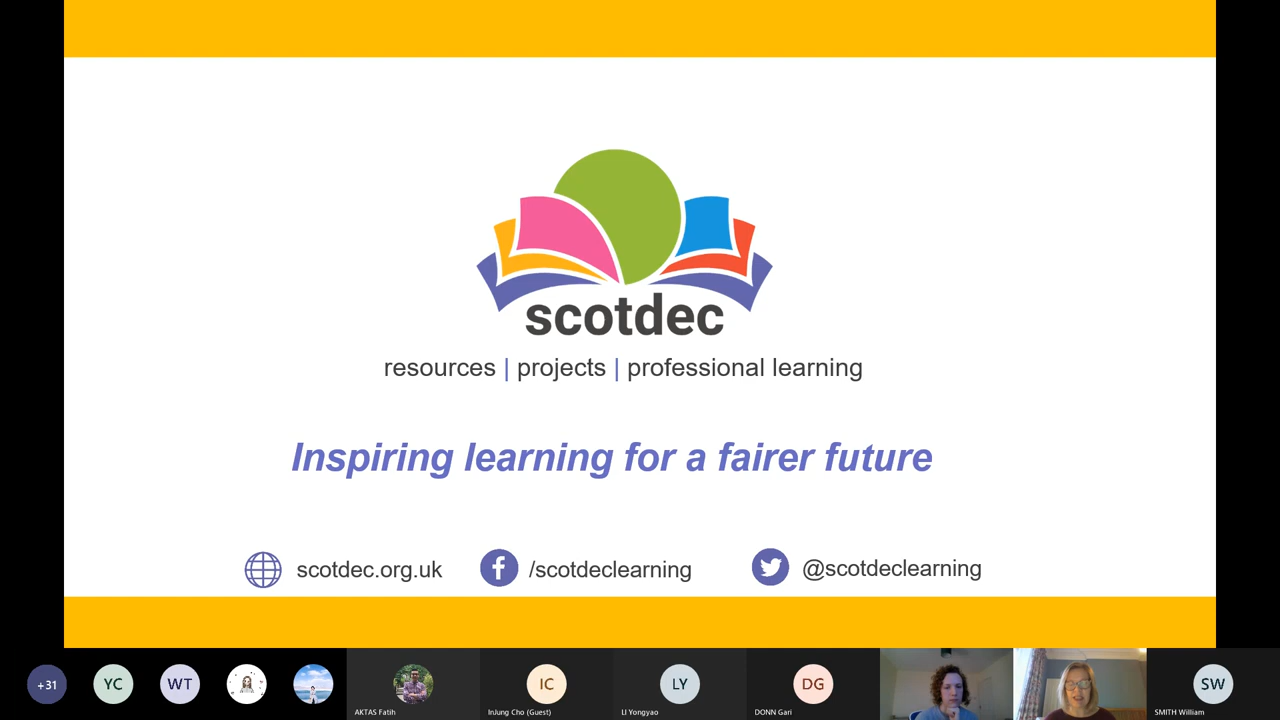 scotdec
resources | projects | professional learning
Inspiring learning for a fairer future
scotdec.org.uk /scotdeclearning @scotdeclearning
+31 YC WT IC LY DG SW
AKTAS Fatih InJung Cho (Guest) LI Yongyao DONN Gari SMITH William